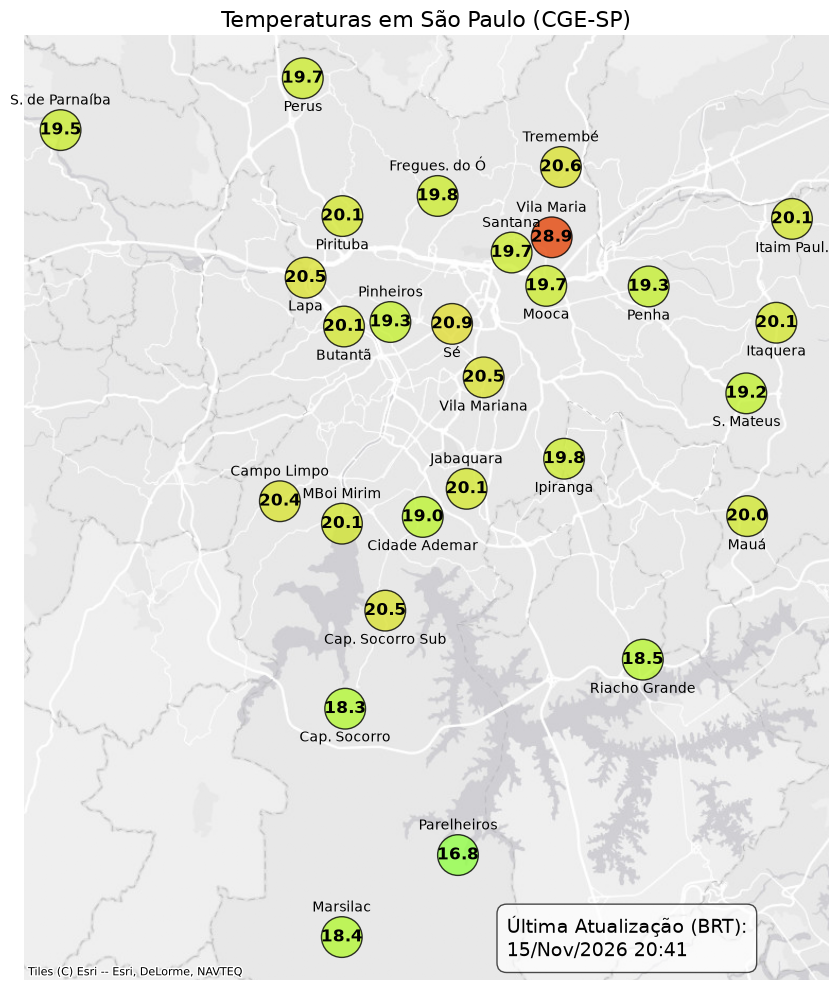 Temperaturas em São Paulo (CGE-SP)
19.7
Perus
S. de Parnaíba
19.5
Tremembé
20.6
Fregues. do Ó
19.8
Vila Maria
28.9
20.1
Pirituba
Santana
19.7
20.1
Itaim Paul.
20.5
Lapa
19.7
Mooca
19.3
Penha
Pinheiros
19.3
20.1
Butantã
20.9
Sé
20.1
Itaquera
20.5
Vila Mariana
19.2
S. Mateus
Jabaquara
20.1
19.8
Ipiranga
Campo Limpo
20.4
MBoi Mirim
20.1
19.0
Cidade Ademar
20.0
Mauá
20.5
Cap. Socorro Sub
18.5
Riacho Grande
18.3
Cap. Socorro
Parelheiros
16.8
Marsilac
18.4
Última Atualização (BRT):
15/Nov/2026 20:41
Tiles (C) Esri -- Esri, DeLorme, NAVTEQ